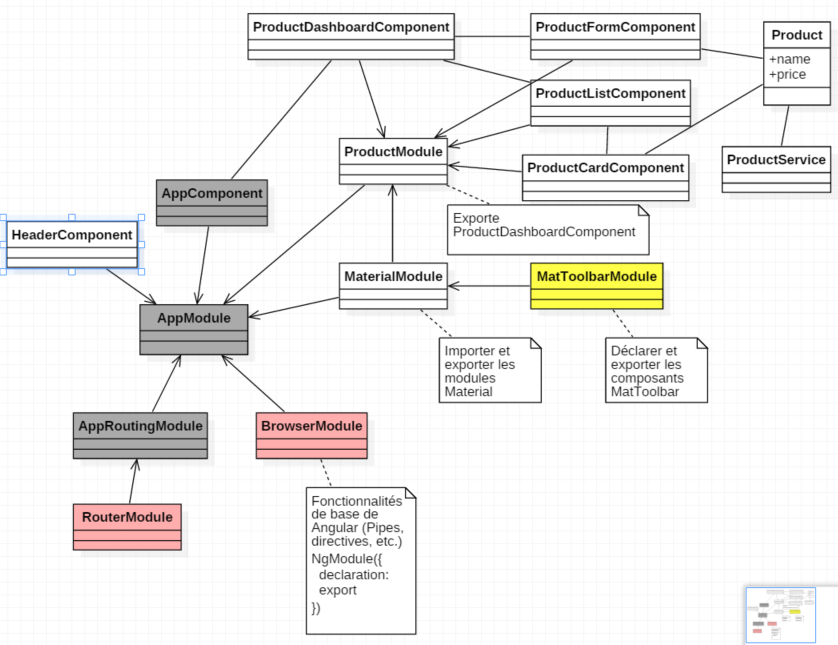 ProductDashboardComponent
ProductFormComponent
Product
+name
+price
ProductListComponent
ProductModule
ProductCardComponent
ProductService
AppComponent
Exporte
ProductDashboardComponent
HeaderComponent
MaterialModule
MatToolbarModule
AppModule
Importer et
exporter les
modules
Material
Déclarer et
exporter les
composants
MatToolbar
AppRoutingModule
BrowserModule
RouterModule
Fonctionnalités
de base de
Angular (Pipes,
directives, etc.)
NgModule({
declaration:
export
})